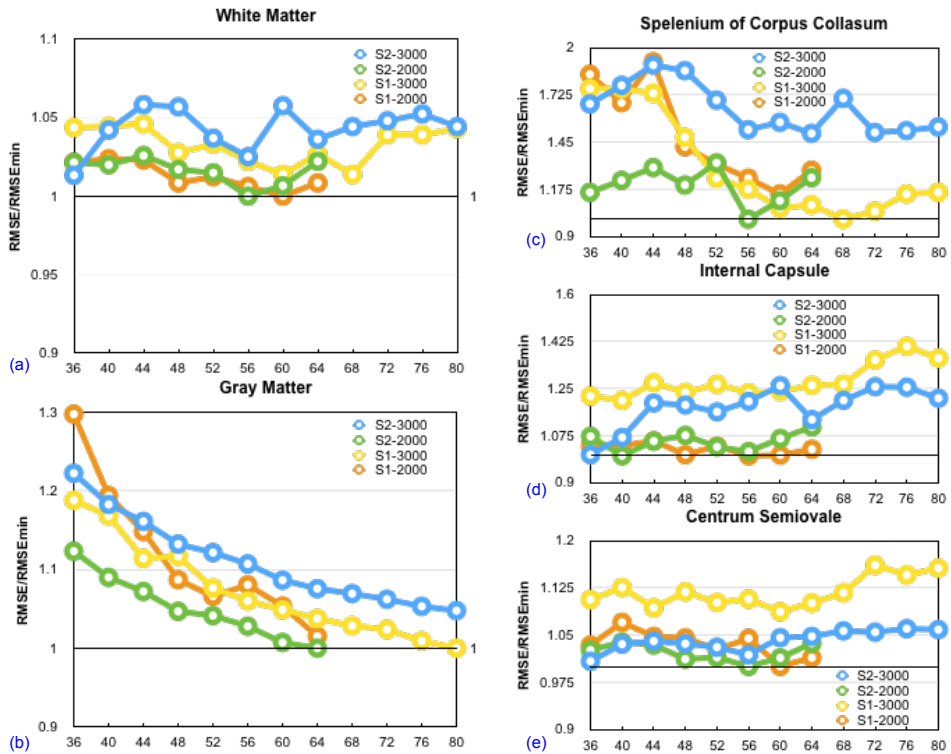 White Matter
1.1
1.05
1
0.95
0.9
RMSE/RMSEmin
S2-3000
S2-2000
S1-3000
S1-2000
1
36 40 44 48 52 56 60 64 68 72 76 80
(a)
Gray Matter
1.3
1.2
1.1
1
0.9
RMSE/RMSEmin
S2-3000
S2-2000
S1-3000
S1-2000
1
36 40 44 48 52 56 60 64 68 72 76 80
(b)
Spelenium of Corpus Collasum
2
1.725
1.45
1.175
0.9
RMSE/RMSEmin
S2-3000
S2-2000
S1-3000
S1-2000
36 40 44 48 52 56 60 64 68 72 76 80
(c)
Internal Capsule
1.6
1.425
1.25
1.075
0.9
RMSE/RMSEmin
S2-3000
S2-2000
S1-3000
S1-2000
36 40 44 48 52 56 60 64 68 72 76 80
(d)
Centrum Semiovale
1.2
1.125
1.05
0.975
0.9
RMSE/RMSEmin
S2-3000
S2-2000
S1-3000
S1-2000
36 40 44 48 52 56 60 64 68 72 76 80
(e)